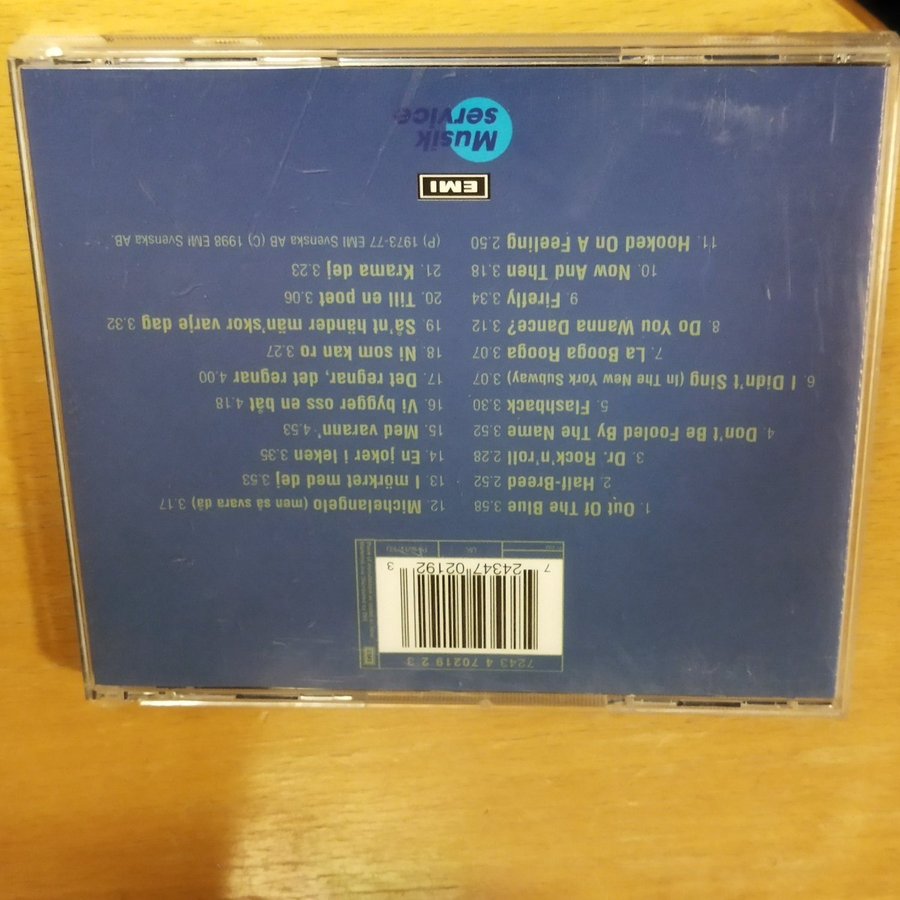 7243 4 70219 2 3
7 24347 02192 3
UK:
1. Out Of The Blue 3.58
2. Half-Breed 2.52
3. Dr. Rock'n'roll 2.28
4. Don't Be Fooled By The Name 3.52
5. Flashback 3.30
6. I Didn't Sing (In The New York Subway) 3.07
7. La Booga Rooga 3.07
8. Do You Wanna Dance? 3.12
9. Firefly 3.34
10. Now And Then 3.18
11. Hooked On A Feeling 2.50
12. Michelangelo (men så svara då) 3.17
13. I mörkret med dej 3.53
14. En joker i leken 3.35
15. Med varann' 4.53
16. Vi bygger oss en båt 4.18
17. Det regnar, det regnar 4.00
18. Ni som kan ro 3.27
19. Så'nt händer män'skor varje dag 3.32
20. Till en poet 3.06
21. Krama dej 3.23
(P) 1973-77 EMI Svenska AB (C) 1998 EMI Svenska AB.
EMI
Musik
service